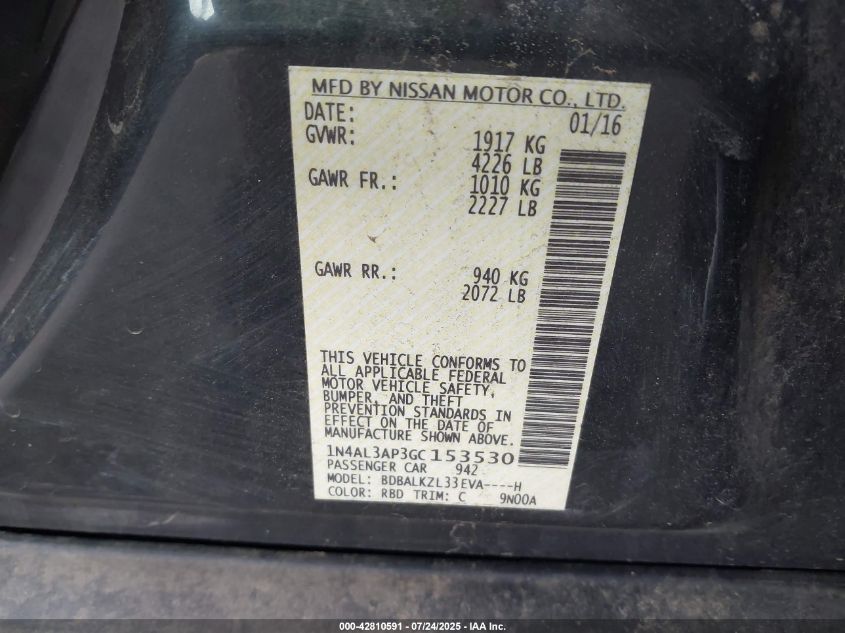 MFD BY NISSAN MOTOR CO., LTD.
DATE: 01/16
GVWR: 1917 KG
4226 LB
GAWR FR.: 1010 KG
2227 LB
GAWR RR.: 940 KG
2072 LB
THIS VEHICLE CONFORMS TO
ALL APPLICABLE FEDERAL
MOTOR VEHICLE SAFETY,
BUMPER, AND THEFT
PREVENTION STANDARDS IN
EFFECT ON THE DATE OF
MANUFACTURE SHOWN ABOVE.
1N4AL3AP3GC153530
PASSENGER CAR 942
MODEL: BDBALKZL33EVA----H
COLOR: RBD TRIM: C 9N00A
000-42810591 - 07/24/2025 - IAA Inc.